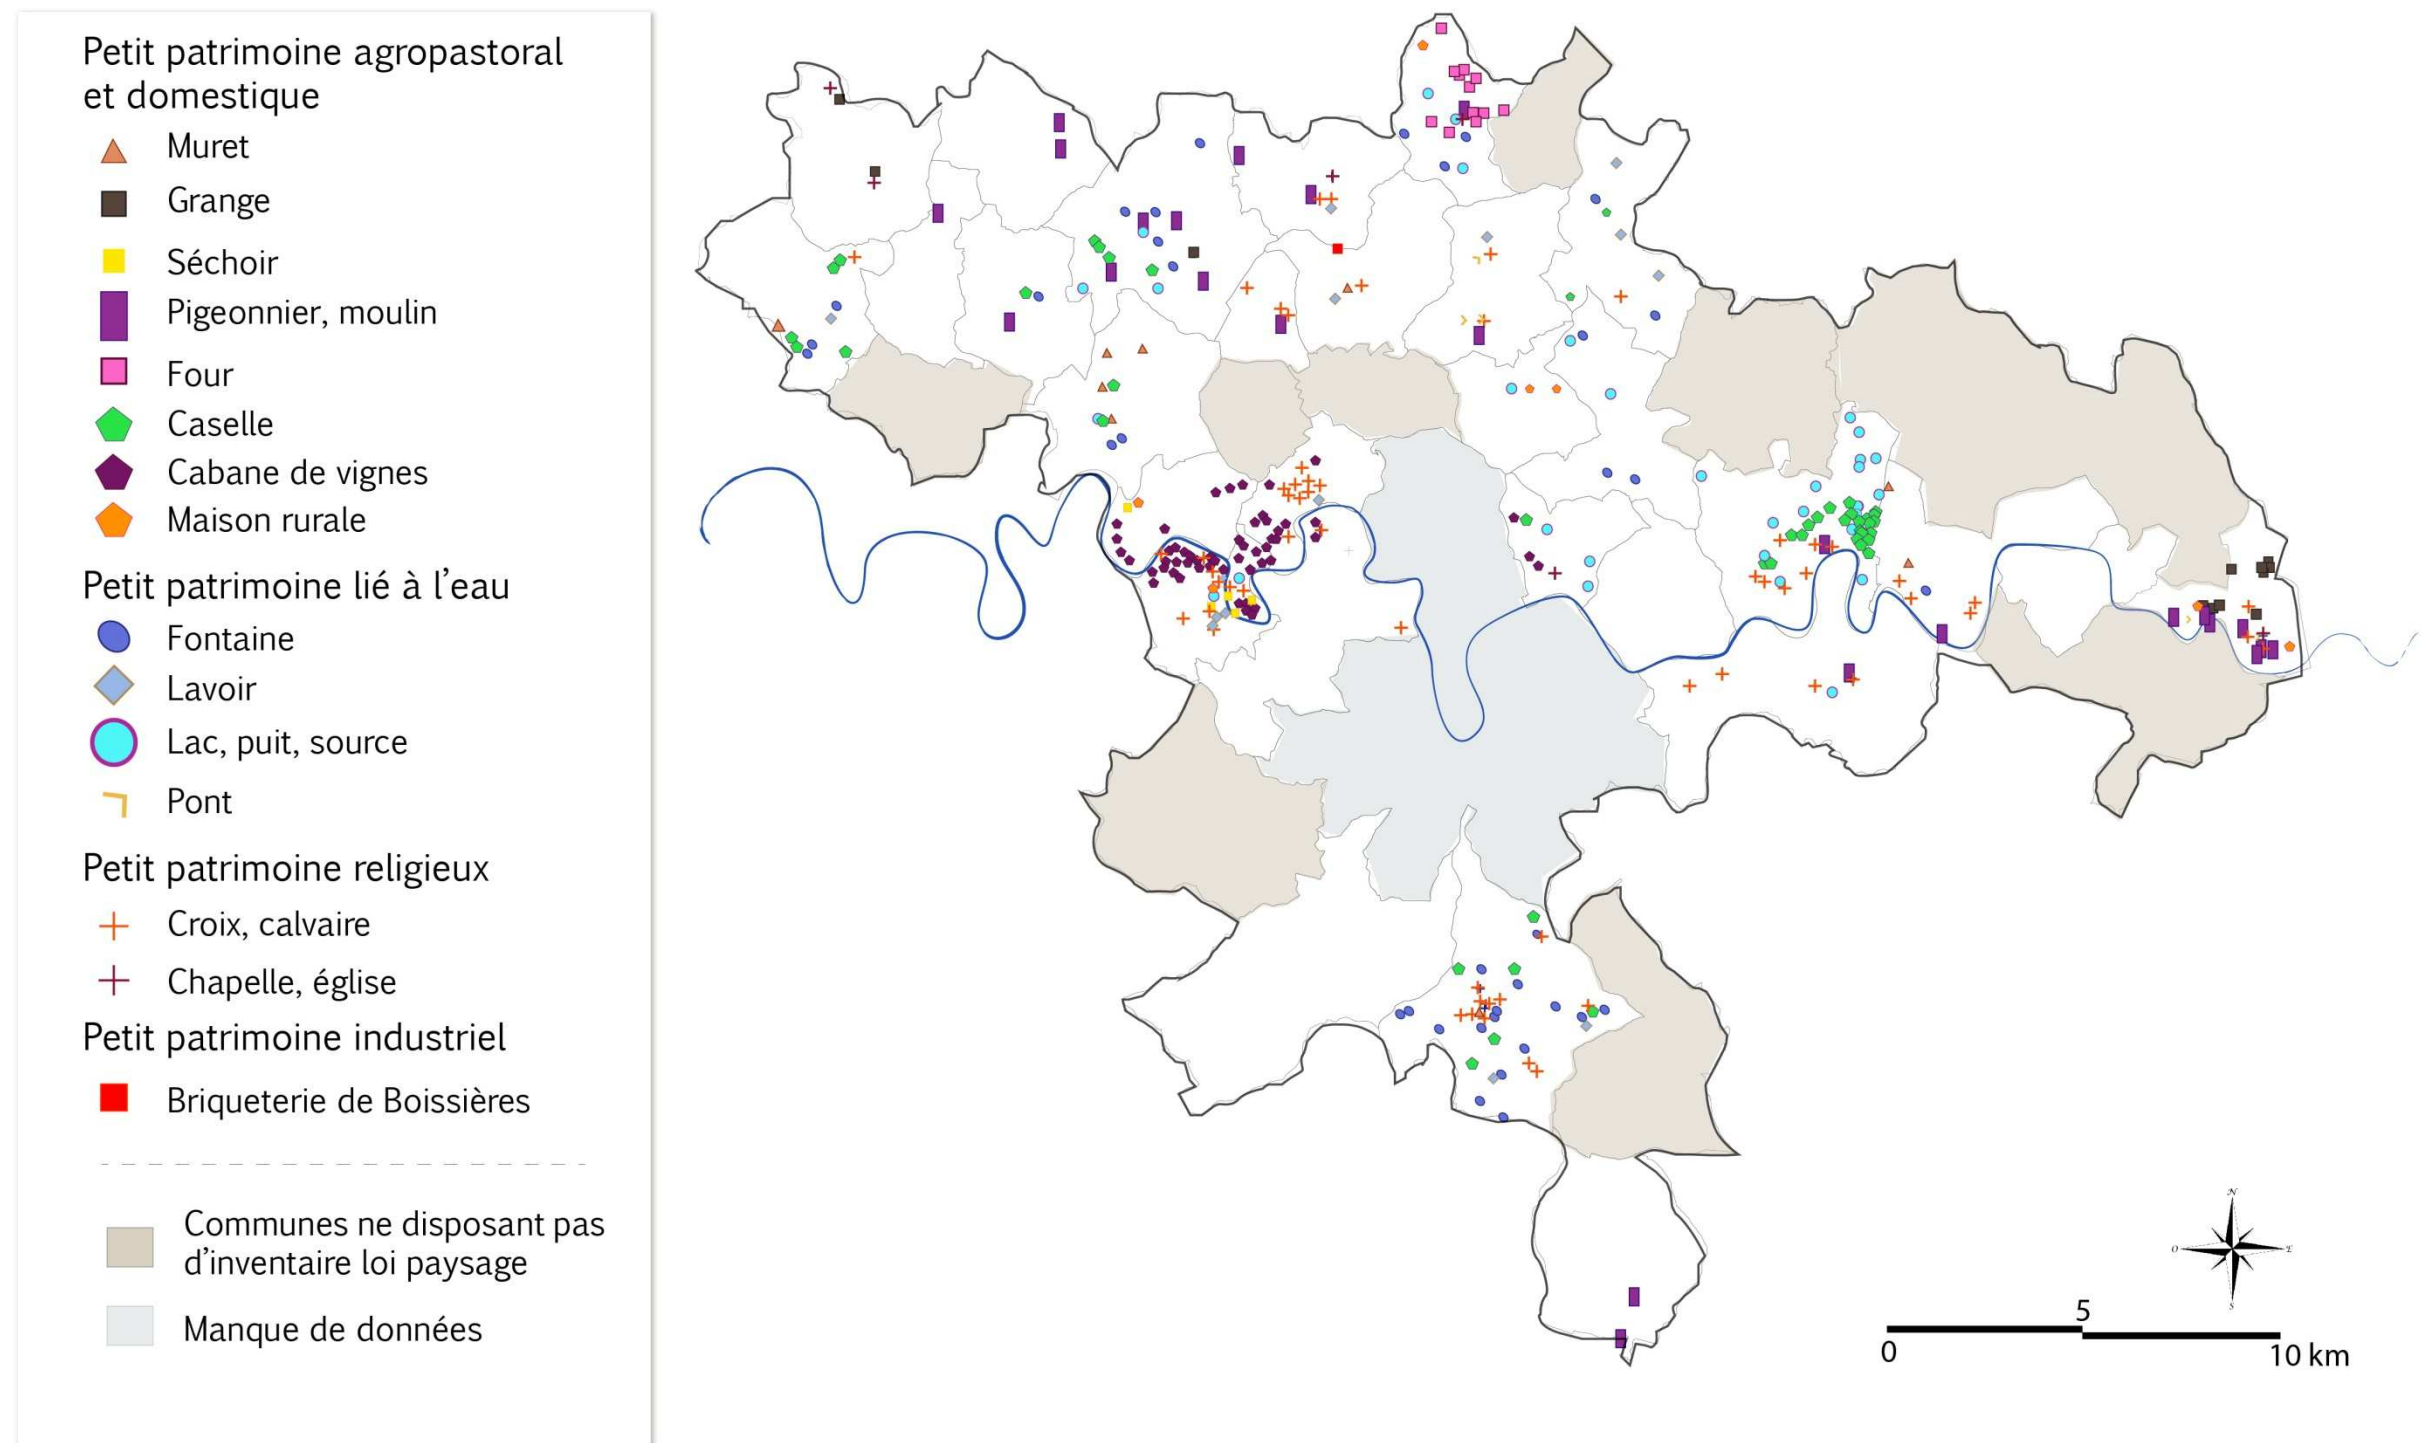 Petit patrimoine agropastoral
et domestique
Muret
Grange
Séchoir
Pigeonnier, moulin
Four
Caselle
Cabane de vignes
Maison rurale
Petit patrimoine lié à l'eau
Fontaine
Lavoir
Lac, puit, source
Pont
Petit patrimoine religieux
Croix, calvaire
Chapelle, église
Petit patrimoine industriel
Briqueterie de Boissières
Communes ne disposant pas
d'inventaire loi paysage
Manque de données
N
O
E
S
5
0
10 km